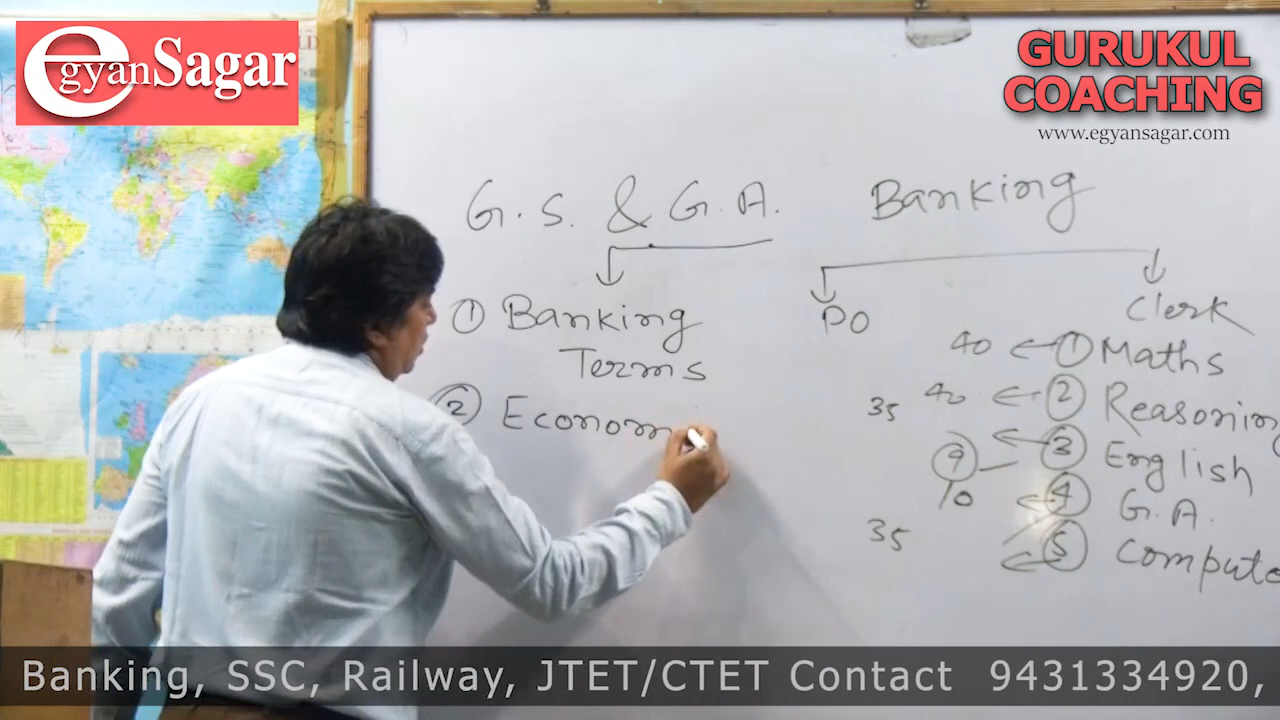 egyanSagar
GURUKUL
COACHING
www.egyansagar.com
G.S. & G.A.
Banking
① Banking
Terms
② Econom
PO
Clerk
40 ← ① Maths
35 40 ← ② Reasoning
9 ← ③ English
10 ← ④ G.A.
35 ← ⑤ Compute
Banking, SSC, Railway, JTET/CTET Contact 9431334920,